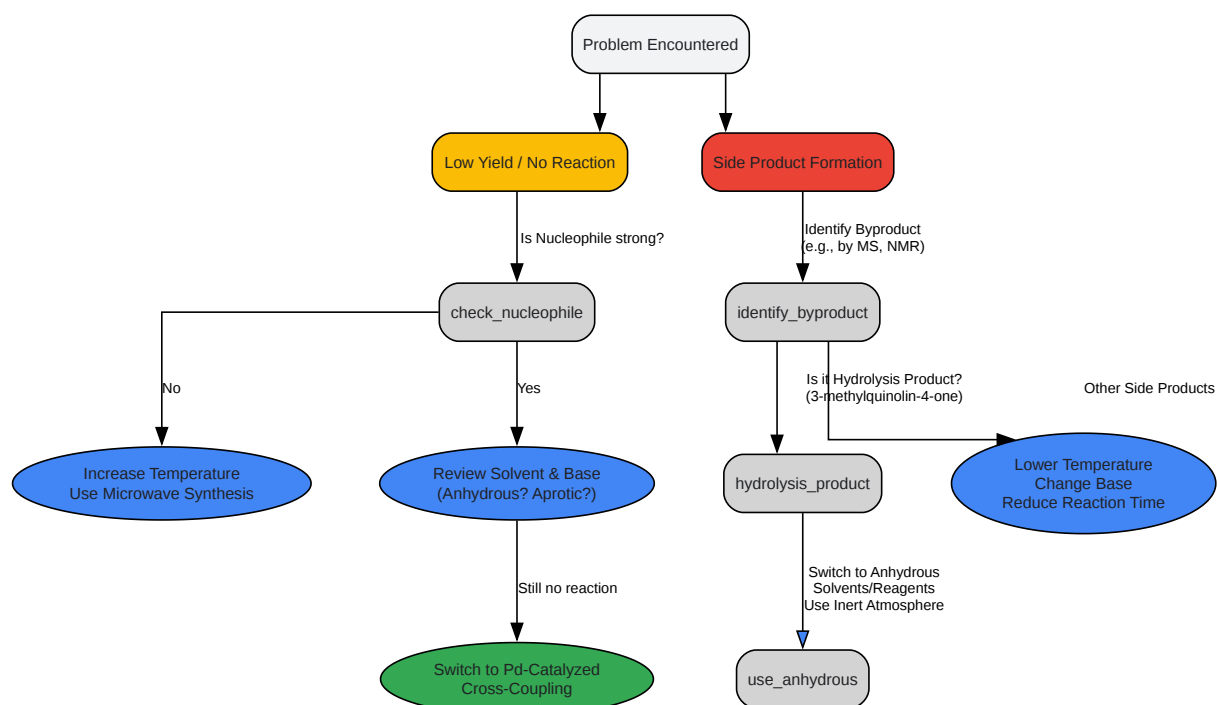 Problem Encountered
Low Yield / No Reaction
Side Product Formation
Is Nucleophile strong?
Identify Byproduct
(e.g., by MS, NMR)
check_nucleophile
identify_byproduct
No
Yes
Is it Hydrolysis Product?
(3-methylquinolin-4-one)
Other Side Products
Increase Temperature
Use Microwave Synthesis
Review Solvent & Base
(Anhydrous? Aprotic?)
hydrolysis_product
Lower Temperature
Change Base
Reduce Reaction Time
Still no reaction
Switch to Anhydrous
Solvents/Reagents
Use Inert Atmosphere
Switch to Pd-Catalyzed
Cross-Coupling
use_anhydrous